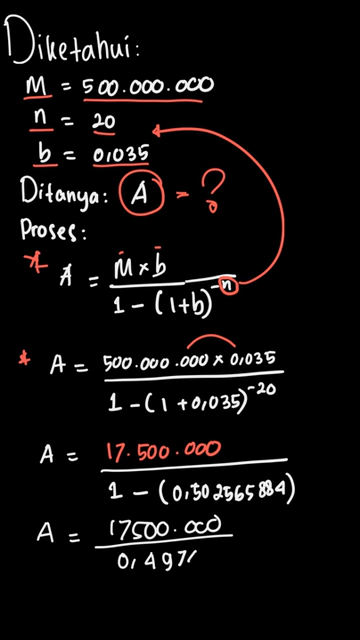 Diketahui:
M = 500.000.000
n = 20
b = 0,035
Ditanya: A = ?
Proses:
* A = M × b / 1 - (1+b)^-n
* A = 500.000.000 × 0,035 / 1 - (1+0,035)^-20
A = 17.500.000 / 1 - (0,502565884)
A = 17500.000 / 0,497